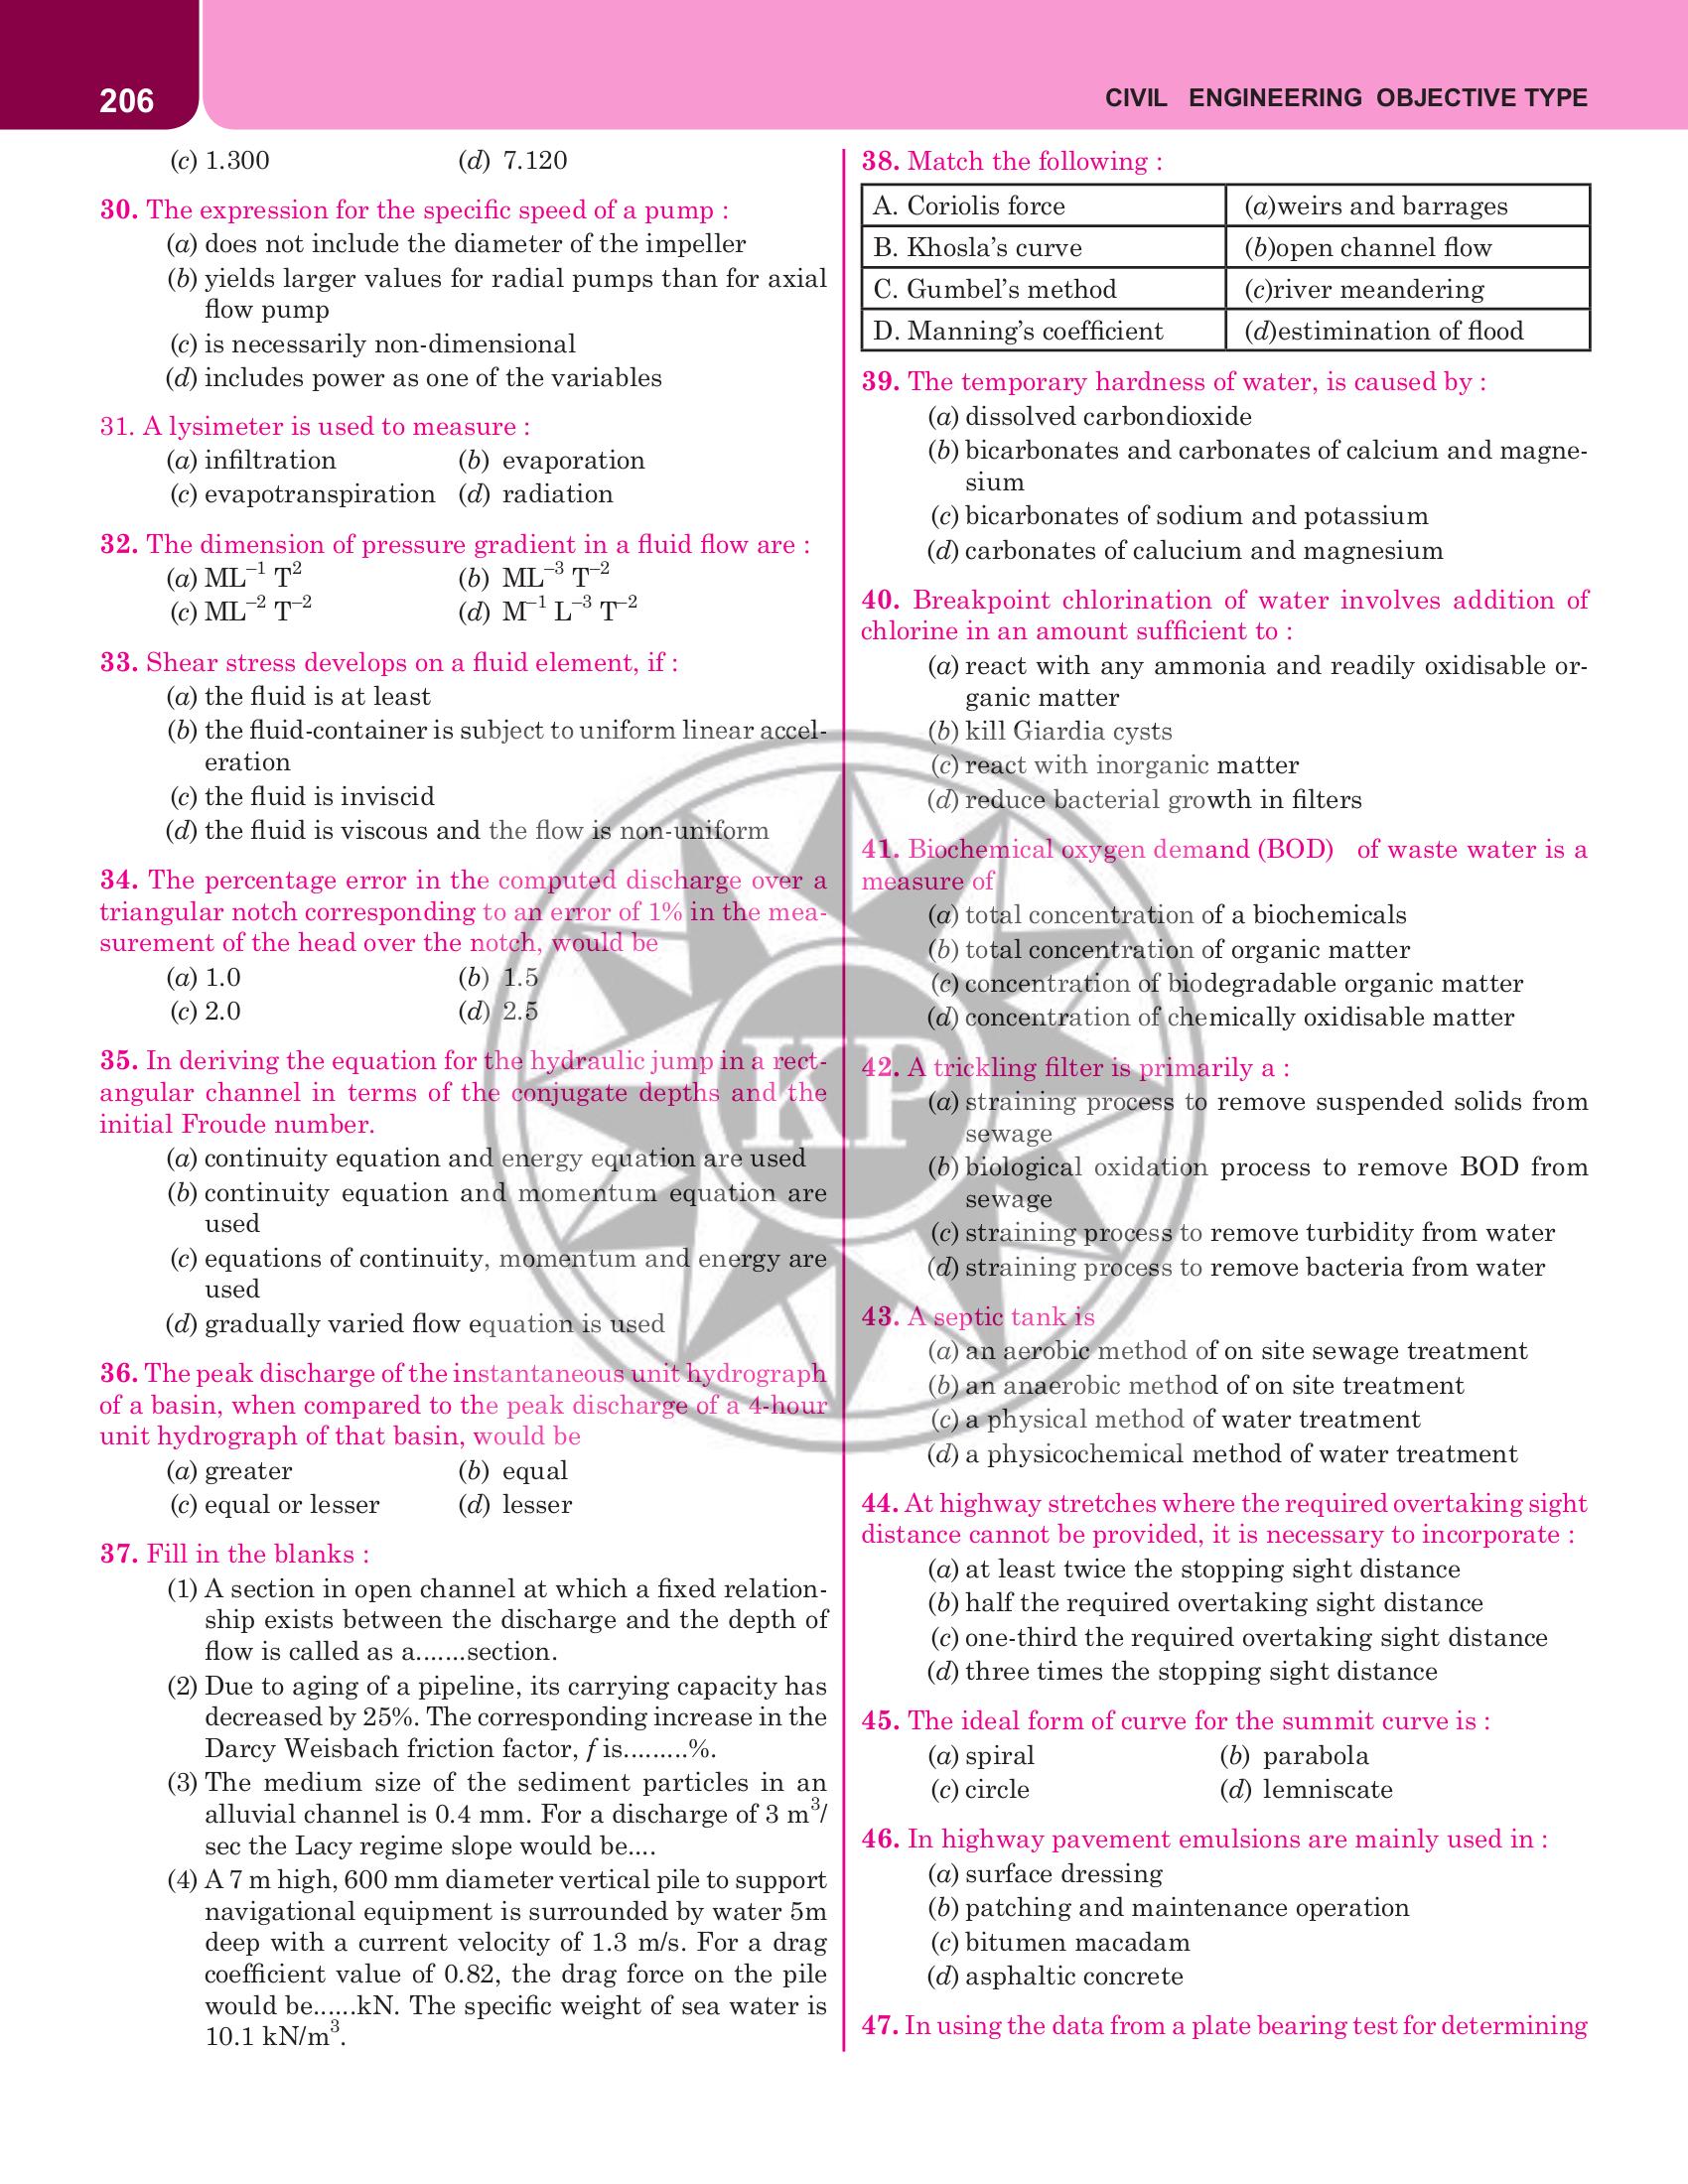 206
CIVIL ENGINEERING OBJECTIVE TYPE
(c) 1.300 (d) 7.120
30. The expression for the specific speed of a pump :
(a) does not include the diameter of the impeller
(b) yields larger values for radial pumps than for axial
flow pump
(c) is necessarily non-dimensional
(d) includes power as one of the variables
31. A lysimeter is used to measure :
(a) infiltration (b) evaporation
(c) evapotranspiration (d) radiation
32. The dimension of pressure gradient in a fluid flow are :
(a) ML⁻¹ T² (b) ML⁻³ T⁻²
(c) ML⁻² T⁻² (d) M⁻¹ L⁻³ T⁻²
33. Shear stress develops on a fluid element, if :
(a) the fluid is at least
(b) the fluid-container is subject to uniform linear accel-
eration
(c) the fluid is inviscid
(d) the fluid is viscous and the flow is non-uniform
34. The percentage error in the computed discharge over a
triangular notch corresponding to an error of 1% in the mea-
surement of the head over the notch, would be
(a) 1.0 (b) 1.5
(c) 2.0 (d) 2.5
35. In deriving the equation for the hydraulic jump in a rect-
angular channel in terms of the conjugate depths and the
initial Froude number.
(a) continuity equation and energy equation are used
(b) continuity equation and momentum equation are
used
(c) equations of continuity, momentum and energy are
used
(d) gradually varied flow equation is used
36. The peak discharge of the instantaneous unit hydrograph
of a basin, when compared to the peak discharge of a 4-hour
unit hydrograph of that basin, would be
(a) greater (b) equal
(c) equal or lesser (d) lesser
37. Fill in the blanks :
(1) A section in open channel at which a fixed relation-
ship exists between the discharge and the depth of
flow is called as a.......section.
(2) Due to aging of a pipeline, its carrying capacity has
decreased by 25%. The corresponding increase in the
Darcy Weisbach friction factor, f is.........%.
(3) The medium size of the sediment particles in an
alluvial channel is 0.4 mm. For a discharge of 3 m³/
sec the Lacy regime slope would be....
(4) A 7 m high, 600 mm diameter vertical pile to support
navigational equipment is surrounded by water 5m
deep with a current velocity of 1.3 m/s. For a drag
coefficient value of 0.82, the drag force on the pile
would be......kN. The specific weight of sea water is
10.1 kN/m³.
38. Match the following :
A. Coriolis force (a)weirs and barrages
B. Khosla's curve (b)open channel flow
C. Gumbel's method (c)river meandering
D. Manning's coefficient (d)estimination of flood
39. The temporary hardness of water, is caused by :
(a) dissolved carbondioxide
(b) bicarbonates and carbonates of calcium and magne-
sium
(c) bicarbonates of sodium and potassium
(d) carbonates of calucium and magnesium
40. Breakpoint chlorination of water involves addition of
chlorine in an amount sufficient to :
(a) react with any ammonia and readily oxidisable or-
ganic matter
(b) kill Giardia cysts
(c) react with inorganic matter
(d) reduce bacterial growth in filters
41. Biochemical oxygen demand (BOD) of waste water is a
measure of
(a) total concentration of a biochemicals
(b) total concentration of organic matter
(c) concentration of biodegradable organic matter
(d) concentration of chemically oxidisable matter
42. A trickling filter is primarily a :
(a) straining process to remove suspended solids from
sewage
(b) biological oxidation process to remove BOD from
sewage
(c) straining process to remove turbidity from water
(d) straining process to remove bacteria from water
43. A septic tank is
(a) an aerobic method of on site sewage treatment
(b) an anaerobic method of on site treatment
(c) a physical method of water treatment
(d) a physicochemical method of water treatment
44. At highway stretches where the required overtaking sight
distance cannot be provided, it is necessary to incorporate :
(a) at least twice the stopping sight distance
(b) half the required overtaking sight distance
(c) one-third the required overtaking sight distance
(d) three times the stopping sight distance
45. The ideal form of curve for the summit curve is :
(a) spiral (b) parabola
(c) circle (d) lemniscate
46. In highway pavement emulsions are mainly used in :
(a) surface dressing
(b) patching and maintenance operation
(c) bitumen macadam
(d) asphaltic concrete
47. In using the data from a plate bearing test for determining
KP